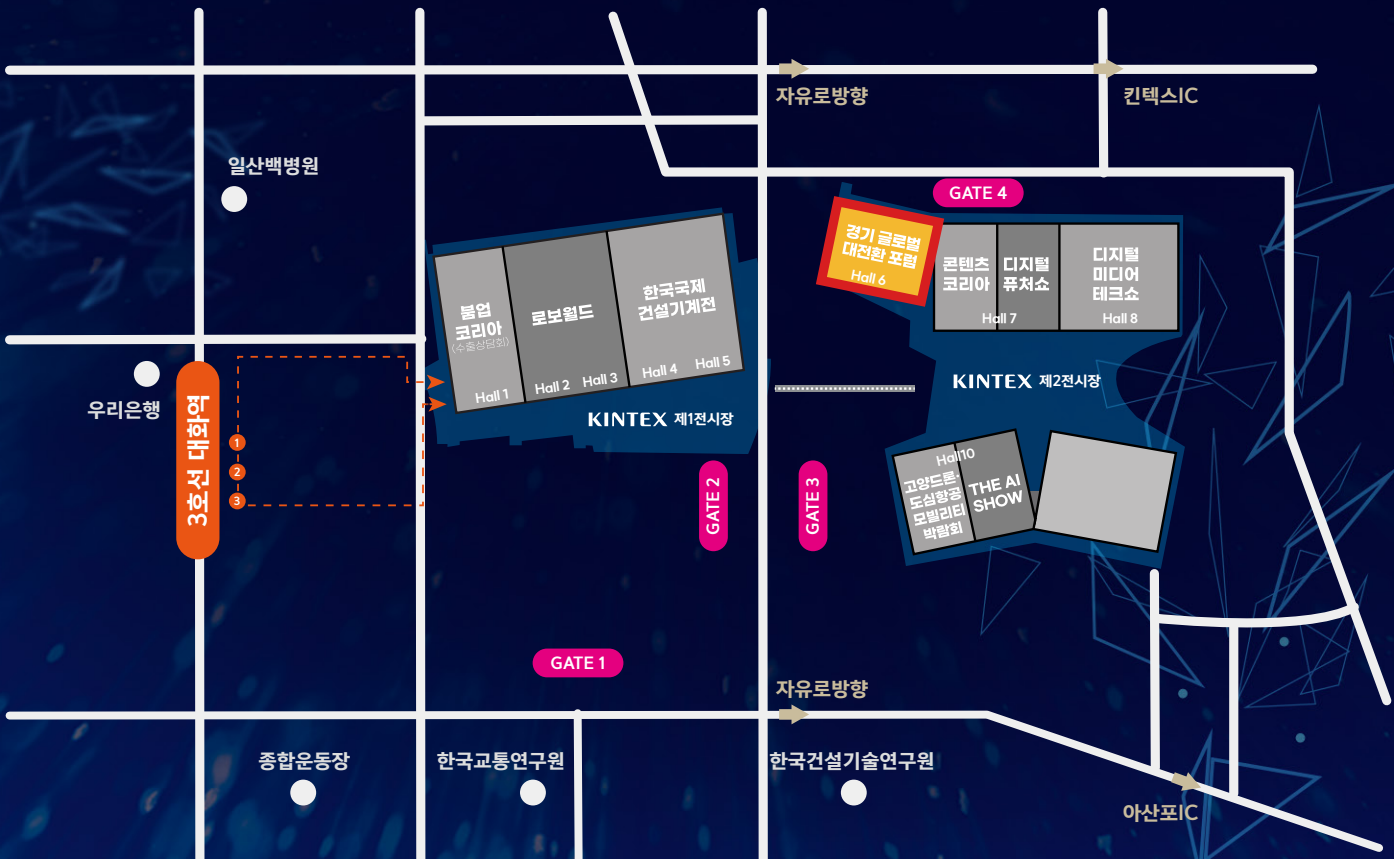 자유로방향
킨텍스IC
일산백병원
GATE 4
경기 글로벌
대전환 포럼
Hall 6
콘텐츠
코리아
디지털
퓨처쇼
Hall 7
디지털
미디어
테크쇼
Hall 8
붐업
코리아
(수출상담회)
Hall 1
로보월드
Hall 2
Hall 3
한국국제
건설기계전
Hall 4
Hall 5
KINTEX 제1전시장
KINTEX 제2전시장
우리은행
3호선 대화역
1
2
3
GATE 2
GATE 3
Hall10
고양드론·
도심항공
모빌리티
박람회
THE AI
SHOW
GATE 1
자유로방향
종합운동장
한국교통연구원
한국건설기술연구원
아산포IC